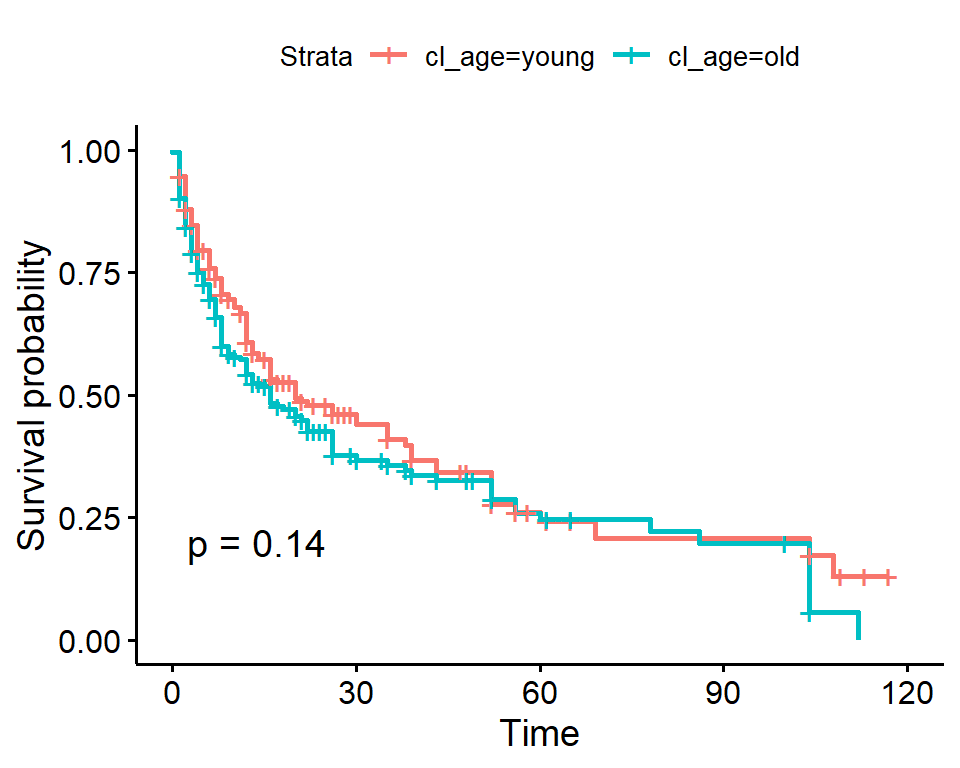 Strata cl_age=young cl_age=old
1.00
0.75
0.50
0.25
0.00
Survival probability
p = 0.14
0 30 60 90 120
Time